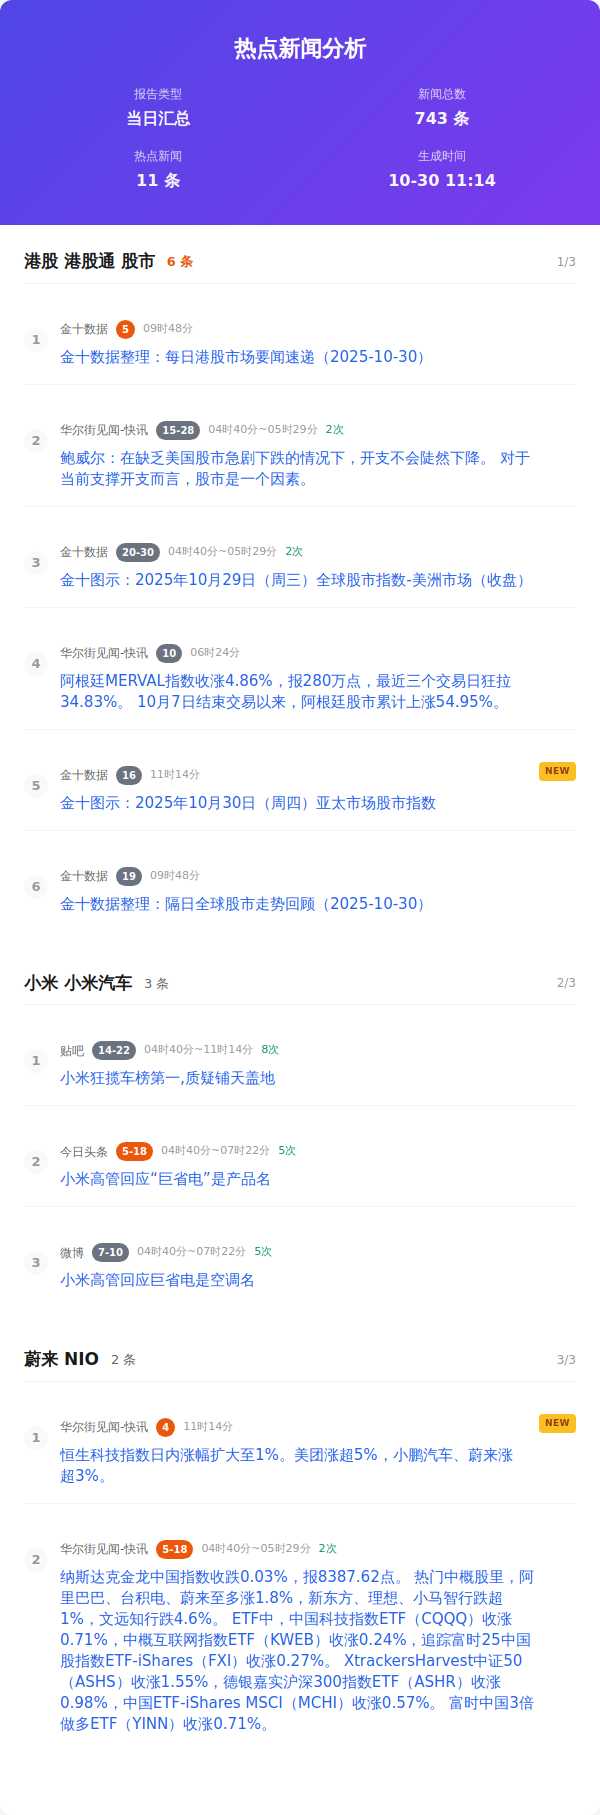 热点新闻分析
报告类型
当日汇总
新闻总数
743 条
热点新闻
11 条
生成时间
10-30 11:14
港股 港股通 股市 6 条 1/3
1 金十数据 5 09时48分
金十数据整理：每日港股市场要闻速递（2025-10-30）
2 华尔街见闻-快讯 15-28 04时40分~05时29分 2次
鲍威尔：在缺乏美国股市急剧下跌的情况下，开支不会陡然下降。 对于
当前支撑开支而言，股市是一个因素。
3 金十数据 20-30 04时40分~05时29分 2次
金十图示：2025年10月29日（周三）全球股市指数-美洲市场（收盘）
4 华尔街见闻-快讯 10 06时24分
阿根廷MERVAL指数收涨4.86%，报280万点，最近三个交易日狂拉
34.83%。 10月7日结束交易以来，阿根廷股市累计上涨54.95%。
5 金十数据 16 11时14分 NEW
金十图示：2025年10月30日（周四）亚太市场股市指数
6 金十数据 19 09时48分
金十数据整理：隔日全球股市走势回顾（2025-10-30）
小米 小米汽车 3 条 2/3
1 贴吧 14-22 04时40分~11时14分 8次
小米狂揽车榜第一,质疑铺天盖地
2 今日头条 5-18 04时40分~07时22分 5次
小米高管回应“巨省电”是产品名
3 微博 7-10 04时40分~07时22分 5次
小米高管回应巨省电是空调名
蔚来 NIO 2 条 3/3
1 华尔街见闻-快讯 4 11时14分 NEW
恒生科技指数日内涨幅扩大至1%。美团涨超5%，小鹏汽车、蔚来涨
超3%。
2 华尔街见闻-快讯 5-18 04时40分~05时29分 2次
纳斯达克金龙中国指数收跌0.03%，报8387.62点。 热门中概股里，阿
里巴巴、台积电、蔚来至多涨1.8%，新东方、理想、小马智行跌超
1%，文远知行跌4.6%。 ETF中，中国科技指数ETF（CQQQ）收涨
0.71%，中概互联网指数ETF（KWEB）收涨0.24%，追踪富时25中国
股指数ETF-iShares（FXI）收涨0.27%。 XtrackersHarvest中证50
（ASHS）收涨1.55%，德银嘉实沪深300指数ETF（ASHR）收涨
0.98%，中国ETF-iShares MSCI（MCHI）收涨0.57%。 富时中国3倍
做多ETF（YINN）收涨0.71%。